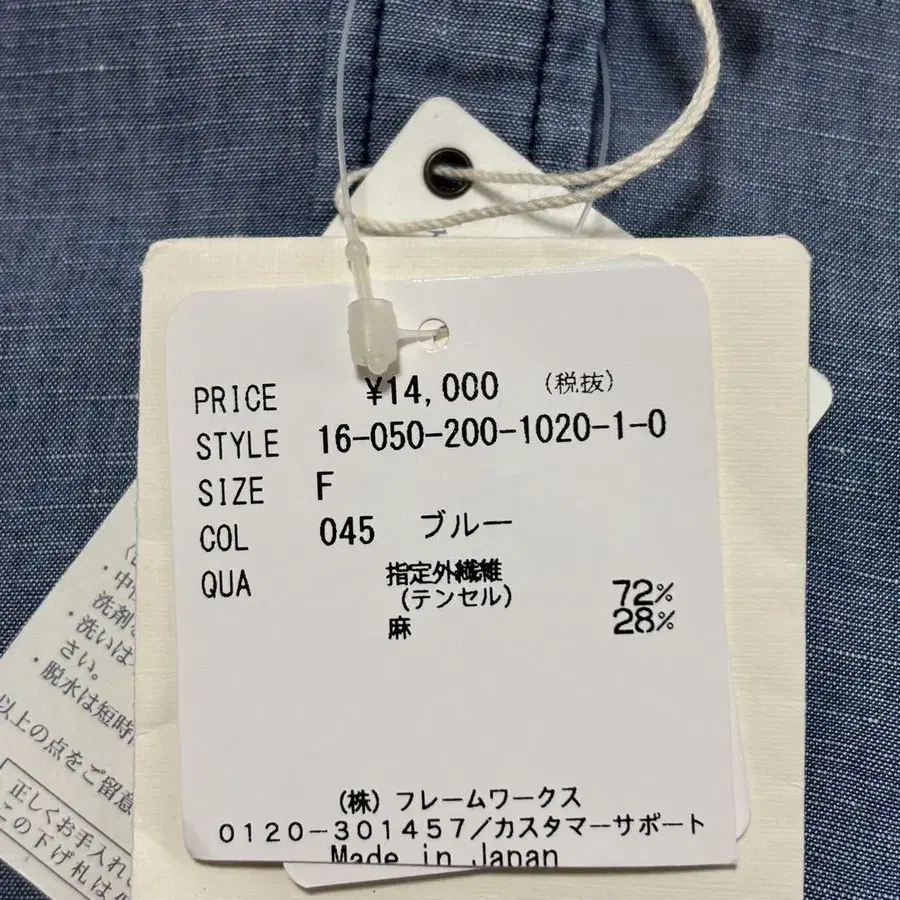 PRICE ¥14,000 (税抜)
STYLE 16-050-200-1020-1-0
SIZE F
COL 045 ブルー
QUA 指定外繊維
(テンセル) 72%
麻 28%
(株)フレームワークス
0120-301457/カスタマーサポート
Made in Japan
洗剤
・洗いは
さい。
・脱水は短時
以上の点をご留意
正しくお手入れ
この下げ札は